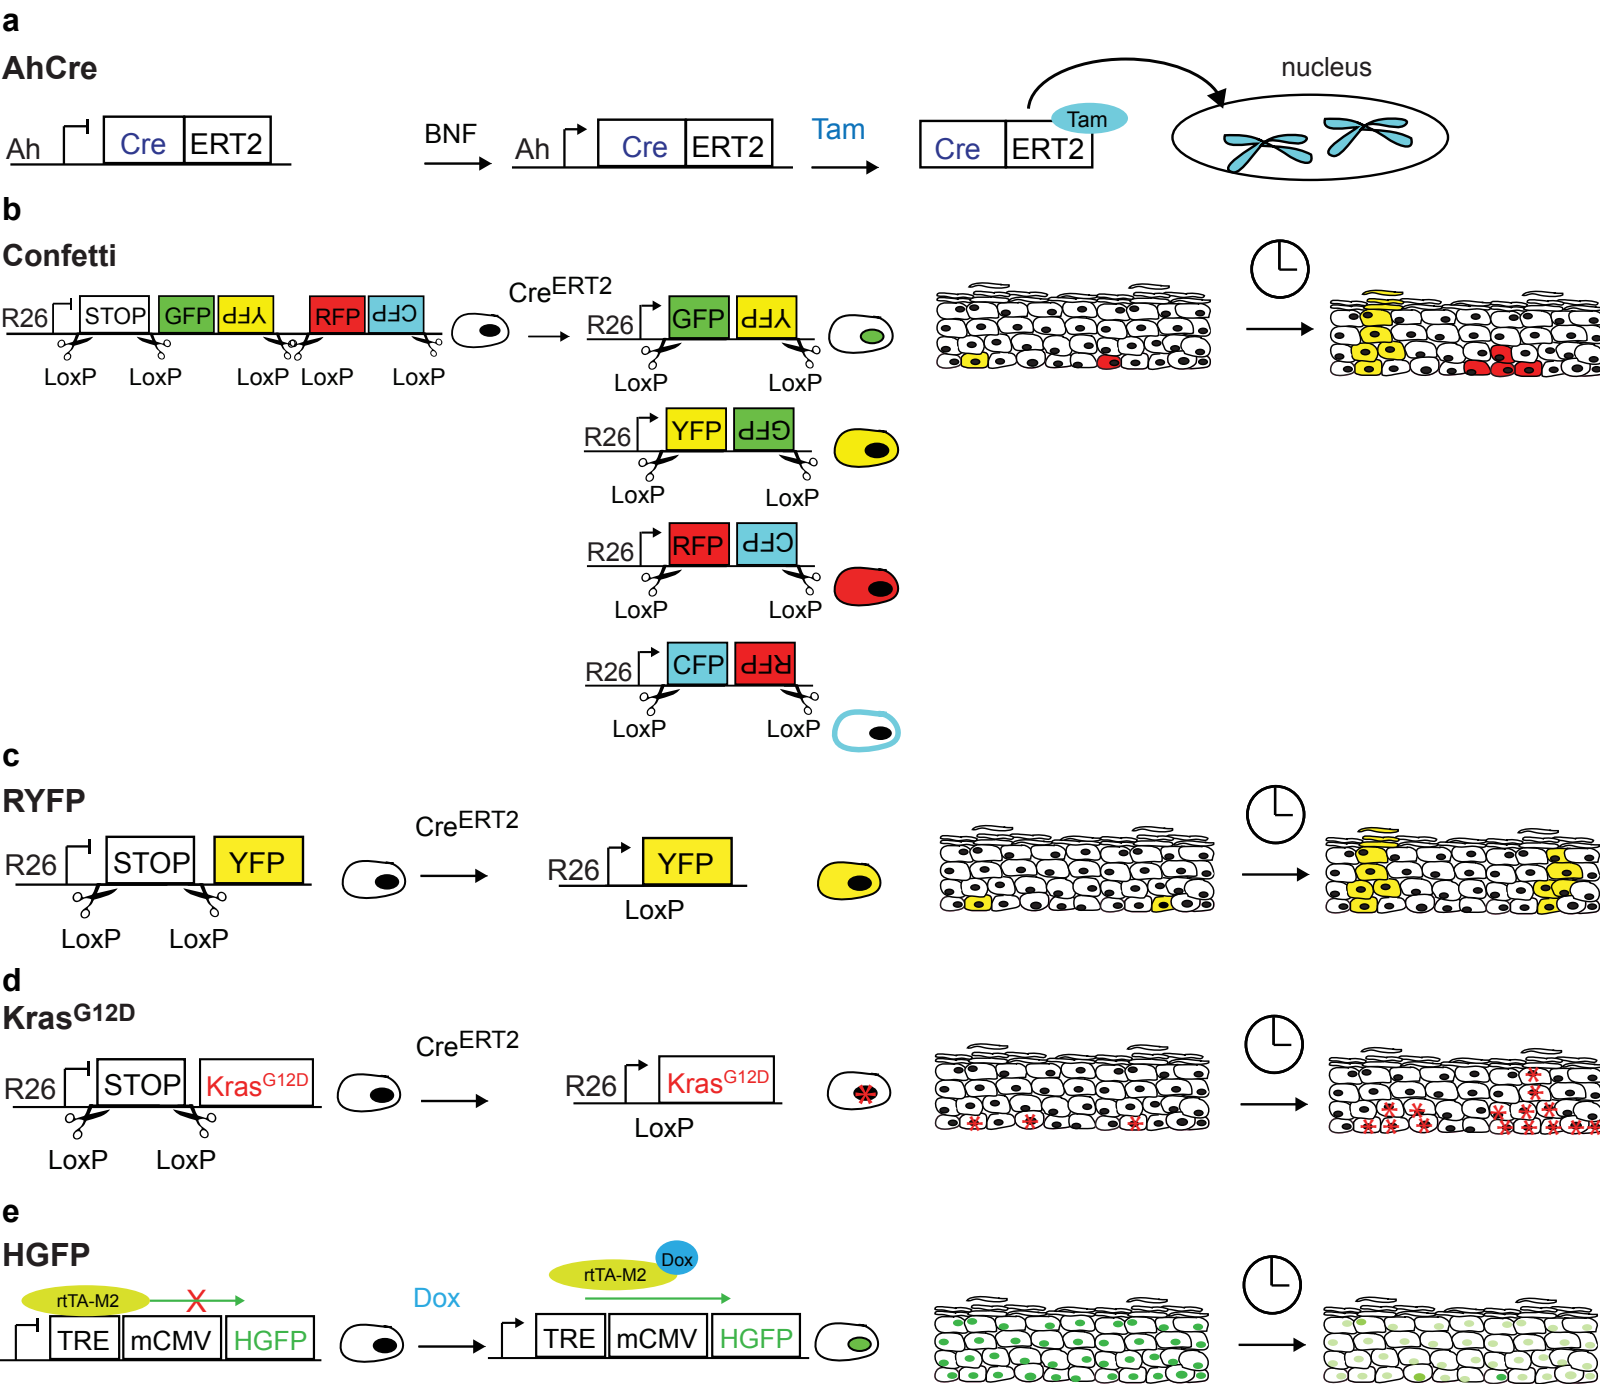 a
AhCre
nucleus
Ah Cre ERT2 BNF Ah Cre ERT2 Tam Cre ERT2 Tam
b
Confetti
R26 STOP GFP YFP RFP CFP CreERT2 R26 GFP YFP
LoxP LoxP LoxP LoxP LoxP LoxP LoxP
R26 YFP GFP
LoxP LoxP
R26 RFP CFP
LoxP LoxP
R26 CFP RFP
LoxP LoxP
c
RYFP
R26 STOP YFP CreERT2 R26 YFP
LoxP
LoxP LoxP
d
KrasG12D
R26 STOP KrasG12D CreERT2 R26 KrasG12D
LoxP
LoxP LoxP
e
HGFP
rtTA-M2 X Dox rtTA-M2 Dox
TRE mCMV HGFP TRE mCMV HGFP